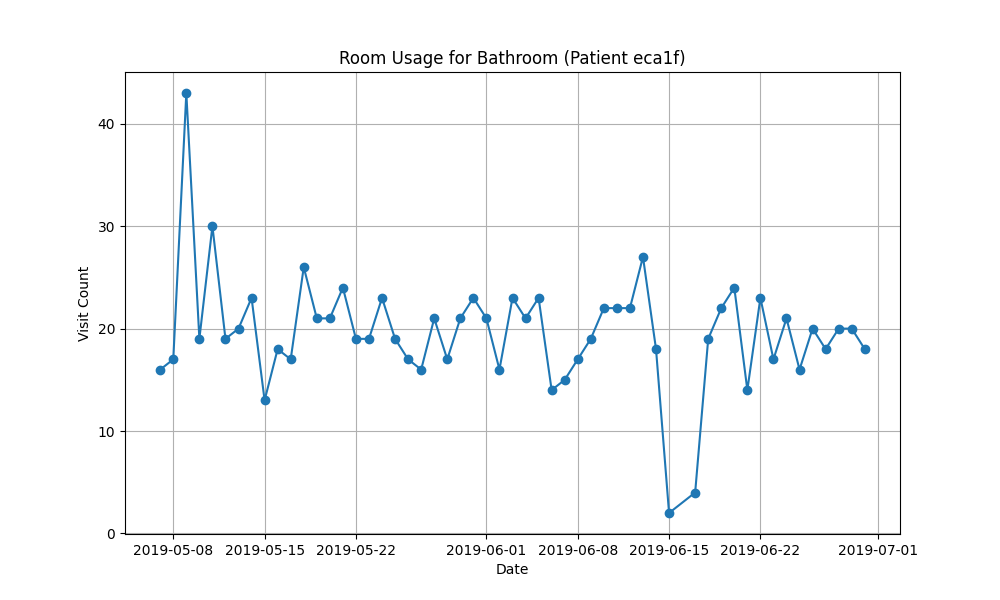 Room Usage for Bathroom (Patient eca1f)
Visit Count
40
30
20
10
0
2019-05-08 2019-05-15 2019-05-22 2019-06-01 2019-06-08 2019-06-15 2019-06-22 2019-07-01
Date